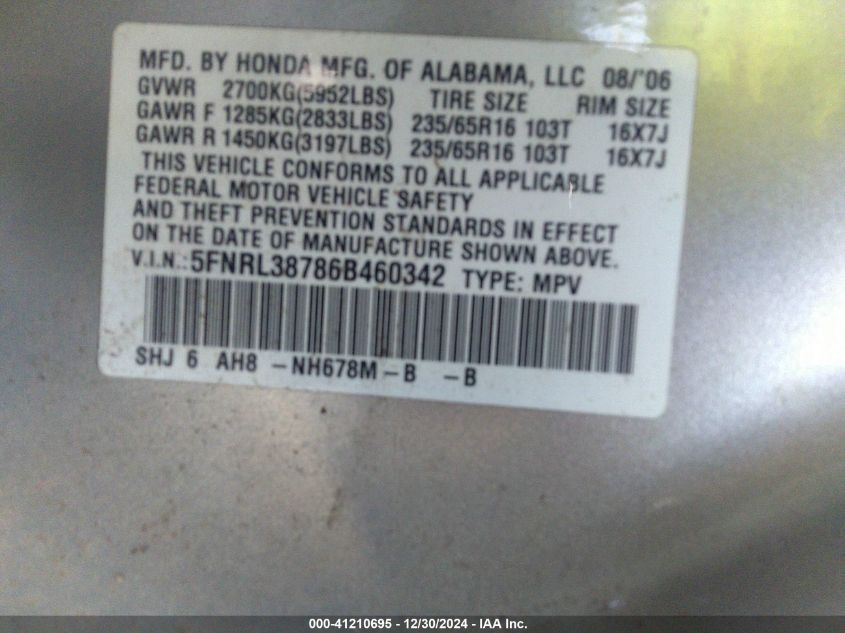 MFD. BY HONDA MFG. OF ALABAMA, LLC 08/'06
GVWR 2700KG(5952LBS) TIRE SIZE RIM SIZE
GAWR F 1285KG(2833LBS) 235/65R16 103T 16X7J
GAWR R 1450KG(3197LBS) 235/65R16 103T 16X7J
THIS VEHICLE CONFORMS TO ALL APPLICABLE
FEDERAL MOTOR VEHICLE SAFETY
AND THEFT PREVENTION STANDARDS IN EFFECT
ON THE DATE OF MANUFACTURE SHOWN ABOVE.
V.I.N.:5FNRL38786B460342 TYPE: MPV
SHJ 6 AH8 -NH678M-B -B
000-41210695 - 12/30/2024 - IAA Inc.